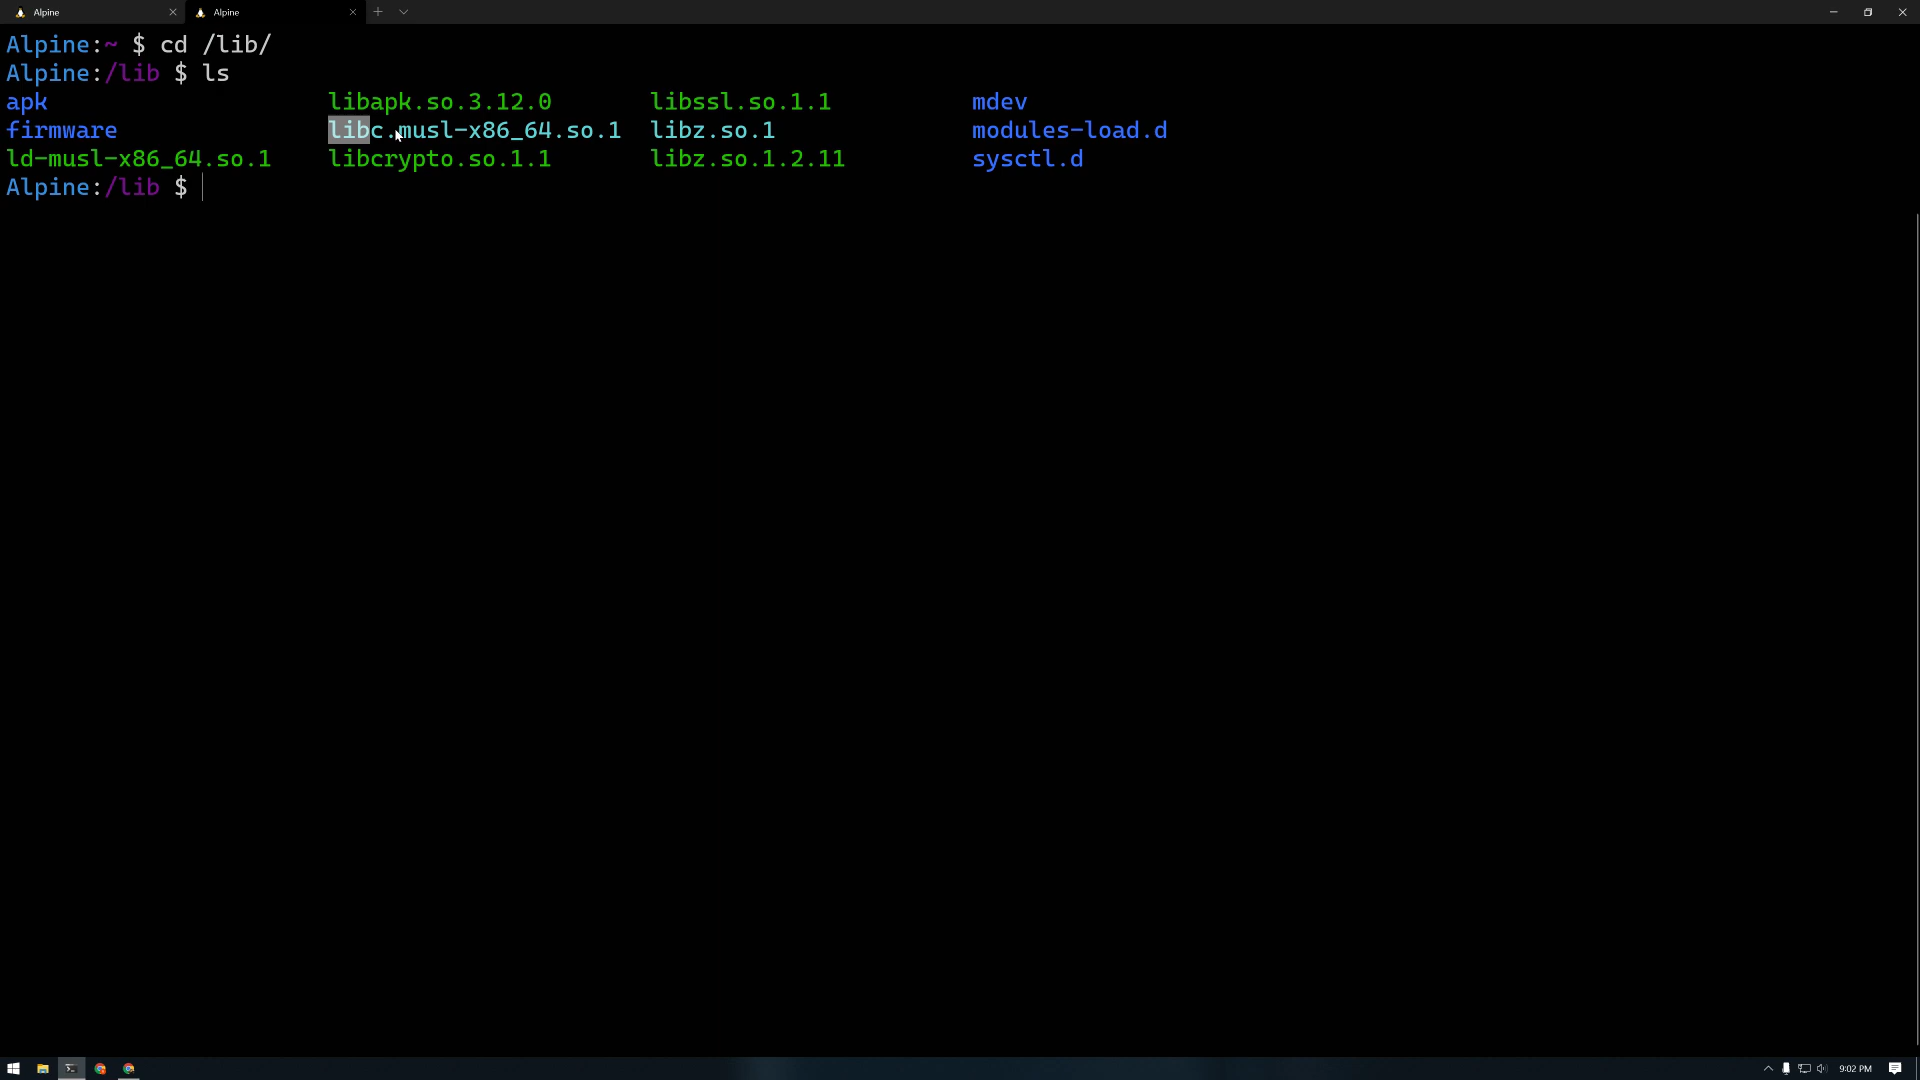 Alpine Alpine
Alpine:~ $ cd /lib/
Alpine:/lib $ ls
apk libapk.so.3.12.0 libssl.so.1.1 mdev
firmware libc.musl-x86_64.so.1 libz.so.1 modules-load.d
ld-musl-x86_64.so.1 libcrypto.so.1.1 libz.so.1.2.11 sysctl.d
Alpine:/lib $
9:02 PM